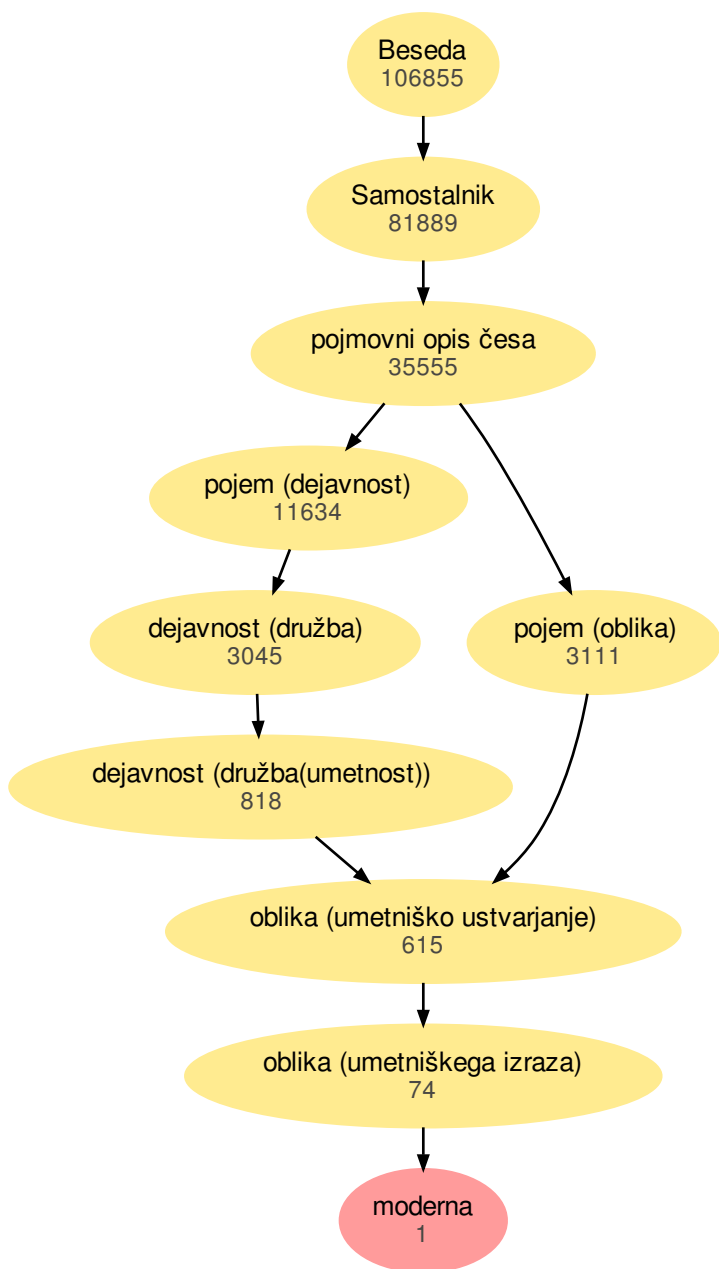 Beseda
106855
Samostalnik
81889
pojmovni opis česa
35555
pojem (dejavnost)
11634
dejavnost (družba)
3045
pojem (oblika)
3111
dejavnost (družba(umetnost))
818
oblika (umetniško ustvarjanje)
615
oblika (umetniškega izraza)
74
moderna
1